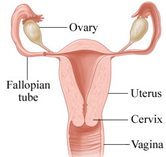 Ovary
Fallopian
tube
Uterus
Cervix
Vagina